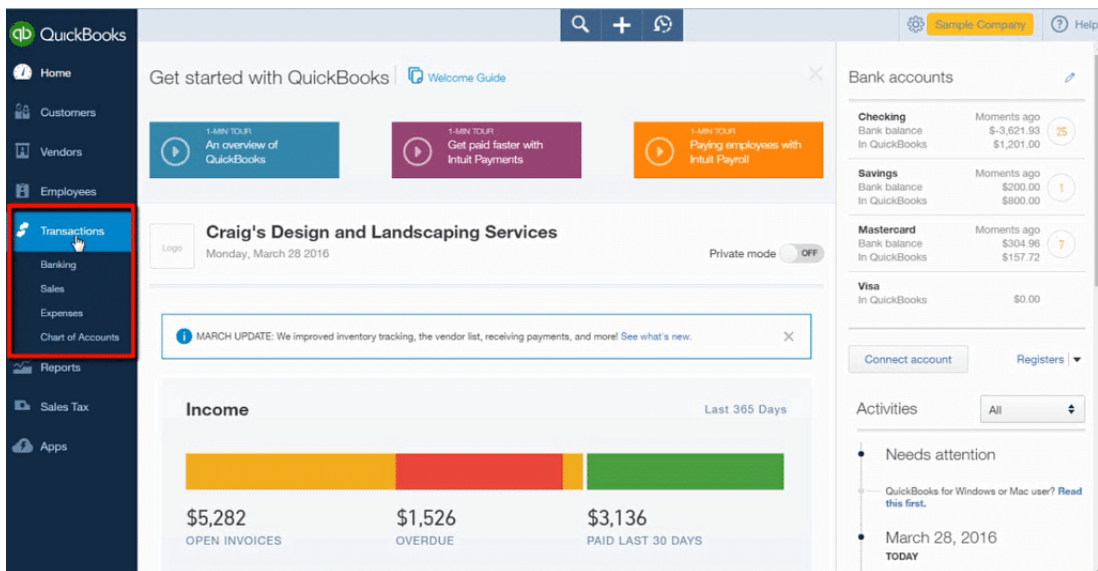 qb QuickBooks
Sample Company
? Help
Home
Customers
Vendors
Employees
Transactions
Banking
Sales
Expenses
Chart of Accounts
Reports
Sales Tax
Apps
Get started with QuickBooks Welcome Guide
1-MIN TOUR
An overview of
QuickBooks
1-MIN TOUR
Get paid faster with
Intuit Payments
1-MIN TOUR
Paying employees with
Intuit Payroll
Logo
Craig's Design and Landscaping Services
Monday, March 28 2016
Private mode OFF
i MARCH UPDATE: We improved inventory tracking, the vendor list, receiving payments, and more! See what's new.
Income Last 365 Days
$5,282
OPEN INVOICES
$1,526
OVERDUE
$3,136
PAID LAST 30 DAYS
Bank accounts
Checking Moments ago
Bank balance $-3,621.93 25
In QuickBooks $1,201.00
Savings Moments ago
Bank balance $200.00 1
In QuickBooks $800.00
Mastercard Moments ago
Bank balance $304.96 7
In QuickBooks $157.72
Visa
In QuickBooks $0.00
Connect account Registers
Activities All
Needs attention
QuickBooks for Windows or Mac user? Read
this first.
March 28, 2016
TODAY